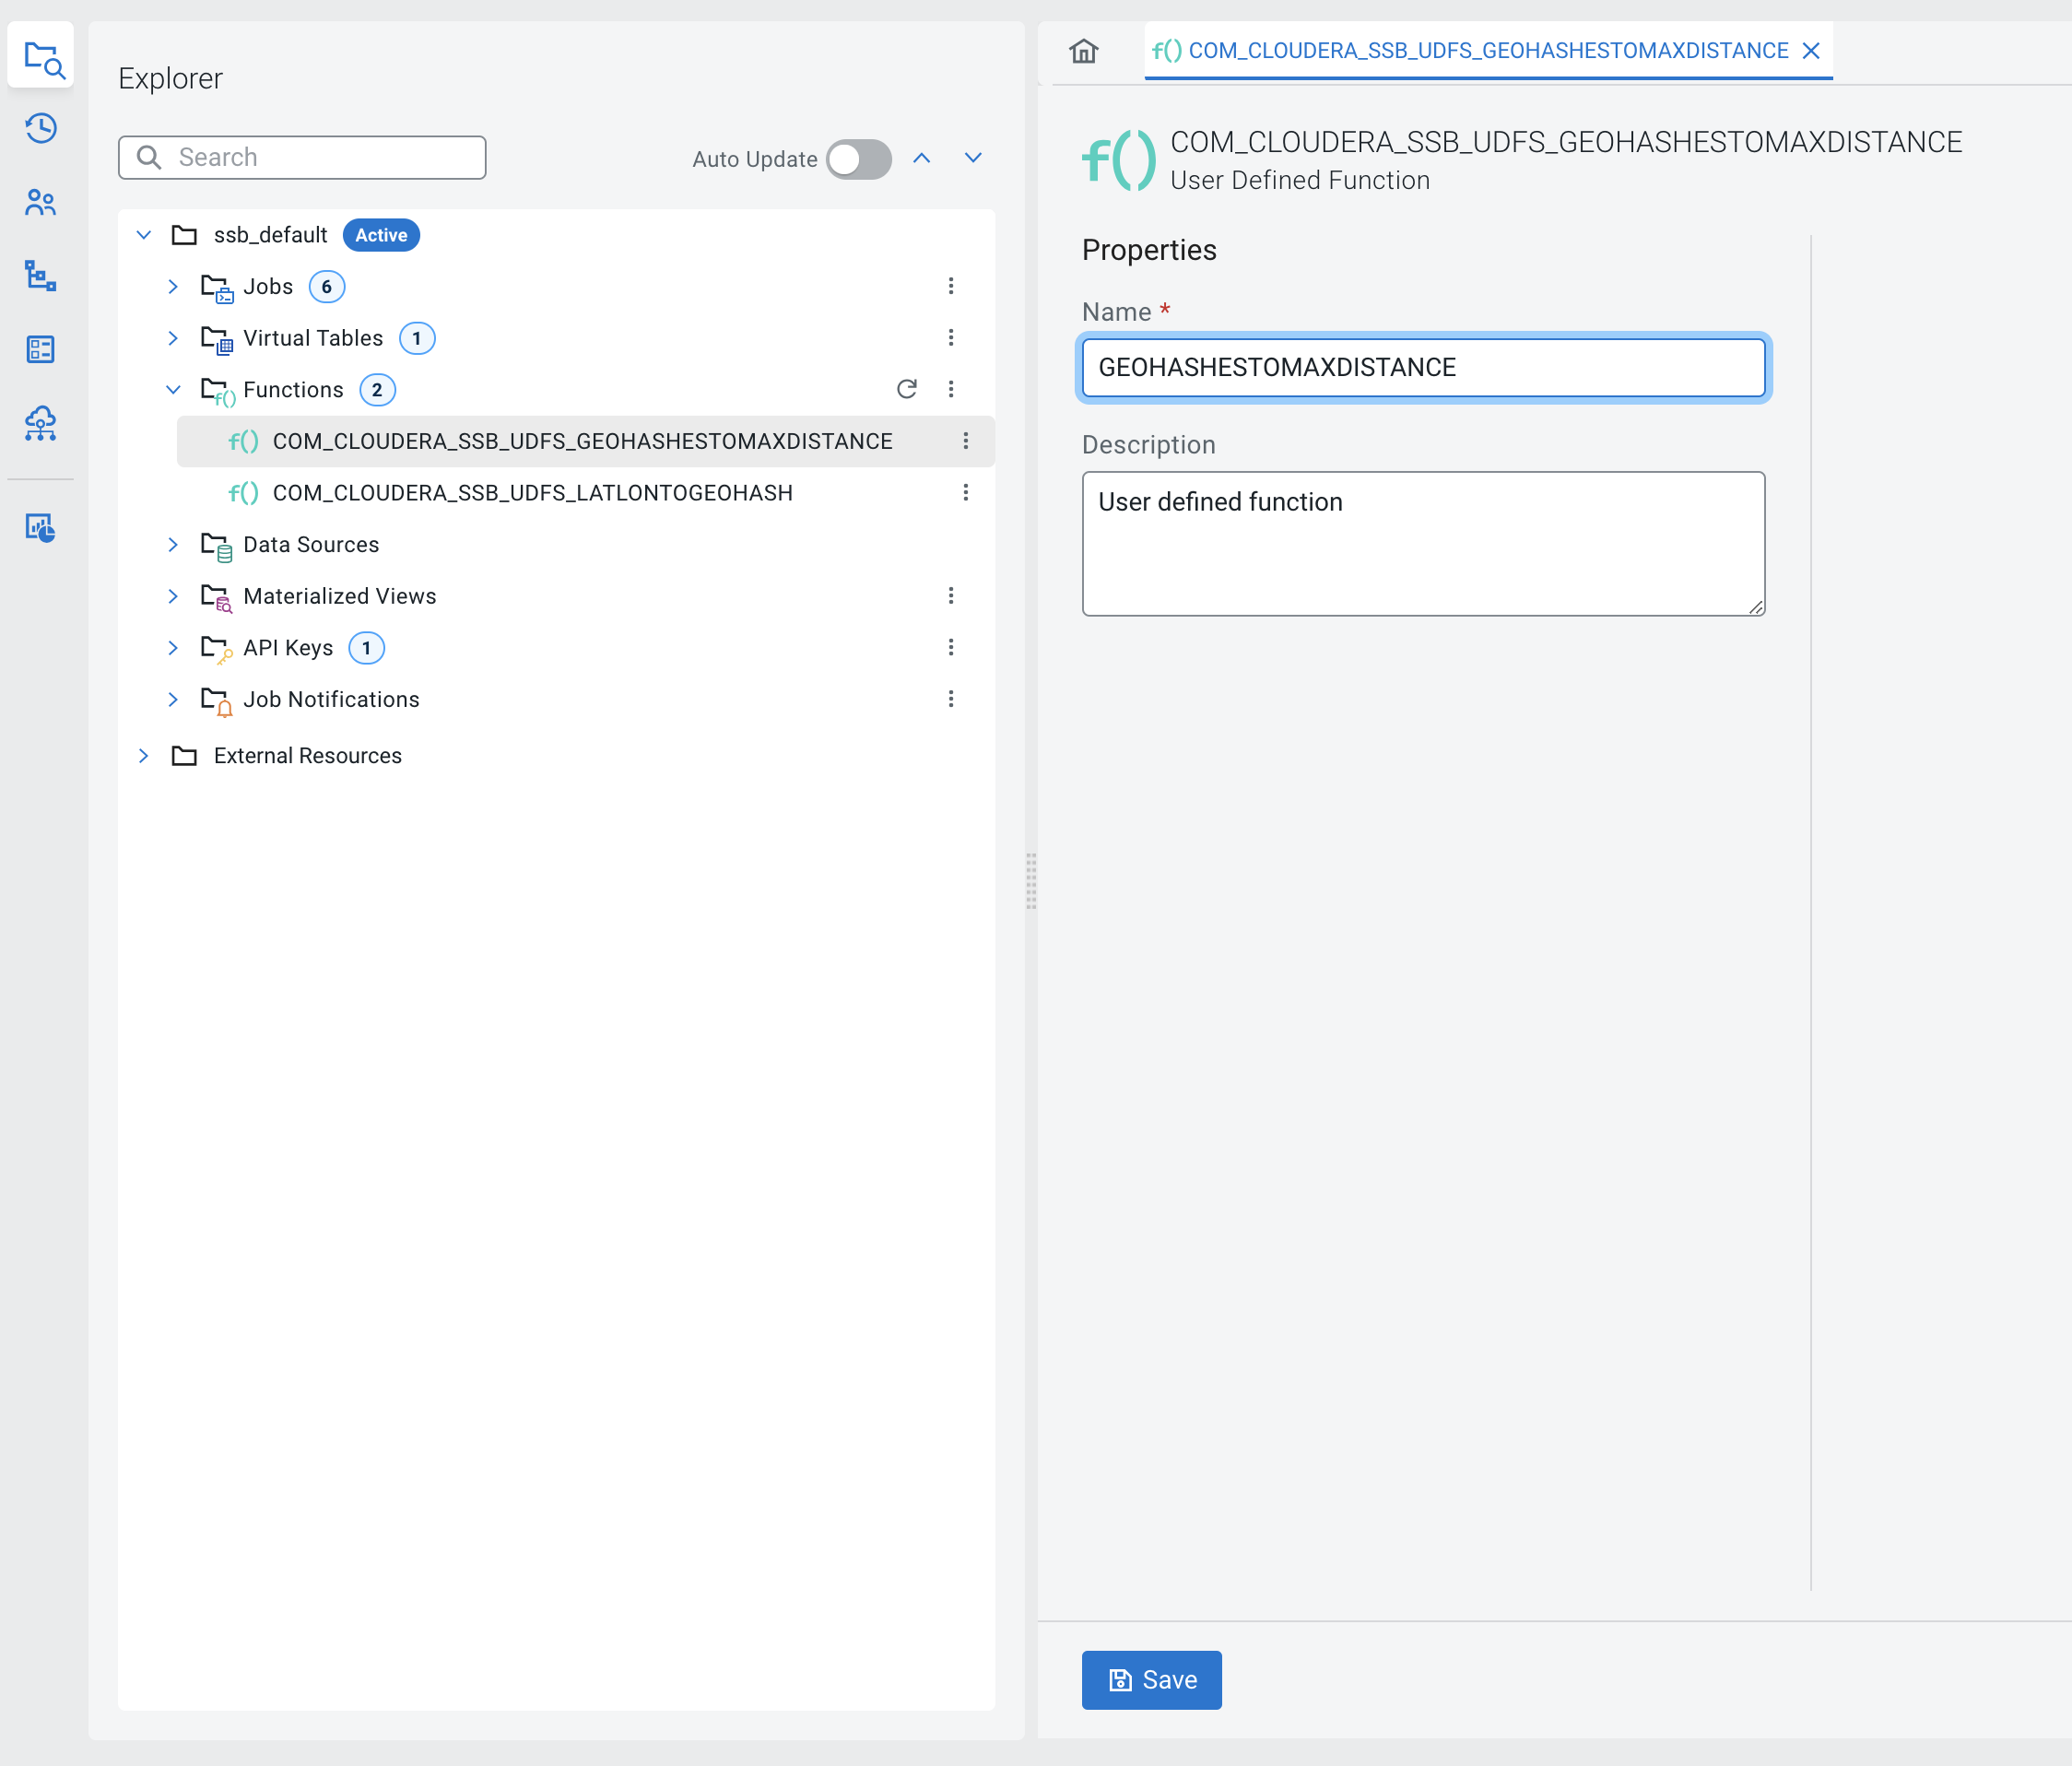 Explorer
Search
Auto Update
ssb_default Active
Jobs 6
Virtual Tables 1
f() Functions 2
f() COM_CLOUDERA_SSB_UDFS_GEOHASHESTOMAXDISTANCE
f() COM_CLOUDERA_SSB_UDFS_LATLONTOGEOHASH
Data Sources
Materialized Views
API Keys 1
Job Notifications
External Resources
f() COM_CLOUDERA_SSB_UDFS_GEOHASHESTOMAXDISTANCE
f() COM_CLOUDERA_SSB_UDFS_GEOHASHESTOMAXDISTANCE
User Defined Function
Properties
Name *
GEOHASHESTOMAXDISTANCE
Description
User defined function
Save